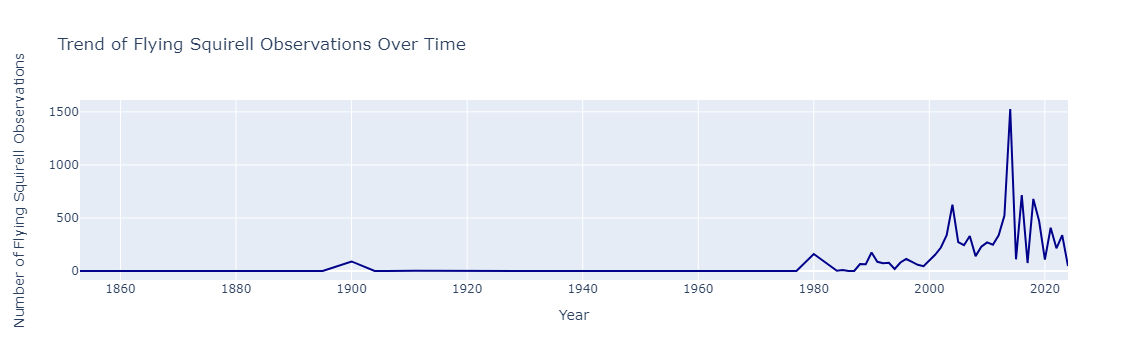 Trend of Flying Squirell Observations Over Time
Number of Flying Squirell Observations
1500
1000
500
0
1860 1880 1900 1920 1940 1960 1980 2000 2020
Year